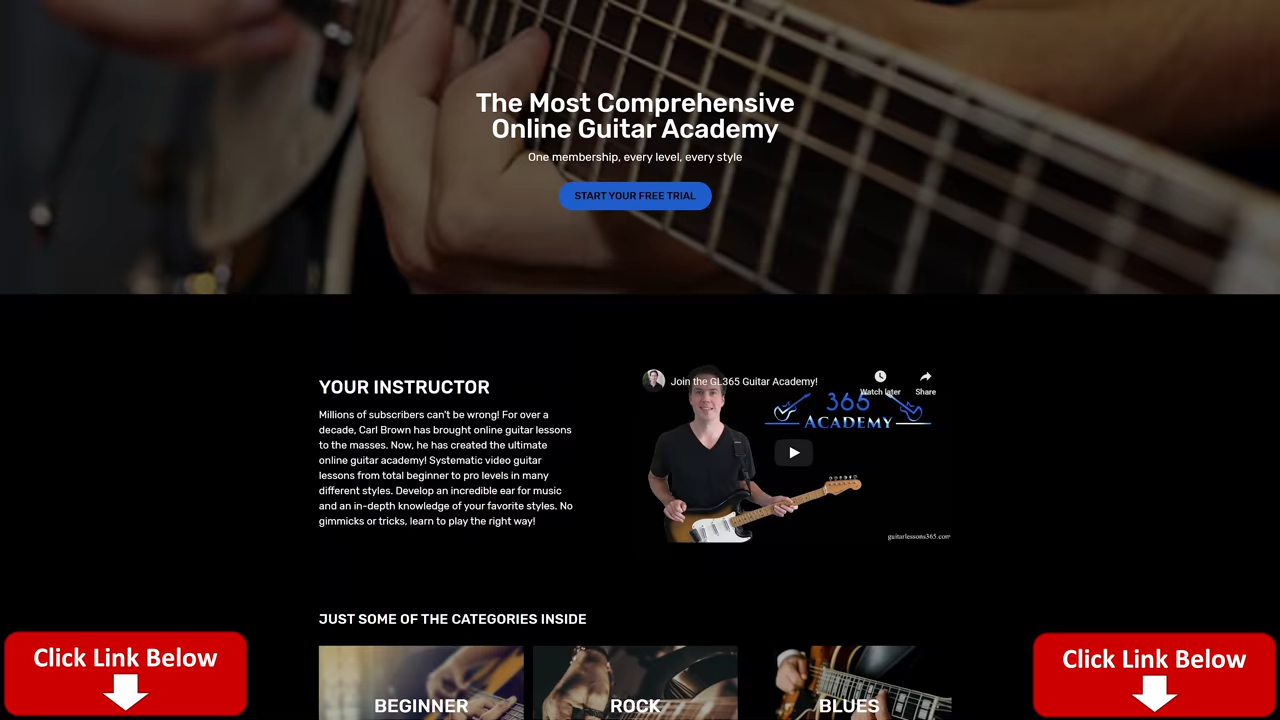 The Most Comprehensive
Online Guitar Academy
One membership, every level, every style
START YOUR FREE TRIAL
YOUR INSTRUCTOR
Millions of subscribers can't be wrong! For over a
decade, Carl Brown has brought online guitar lessons
to the masses. Now, he has created the ultimate
online guitar academy! Systematic video guitar
lessons from total beginner to pro levels in many
different styles. Develop an incredible ear for music
and an in-depth knowledge of your favorite styles. No
gimmicks or tricks, learn to play the right way!
Join the GL365 Guitar Academy!
Watch later
Share
365
ACADEMY
guitarlessons365.com
JUST SOME OF THE CATEGORIES INSIDE
BEGINNER
ROCK
BLUES
Click Link Below
Click Link Below